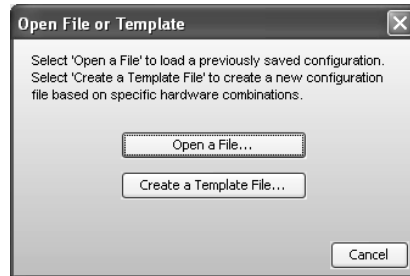 Open File or Template
Select 'Open a File' to load a previously saved configuration.
Select 'Create a Template File' to create a new configuration
file based on specific hardware combinations.
Open a File...
Create a Template File...
Cancel